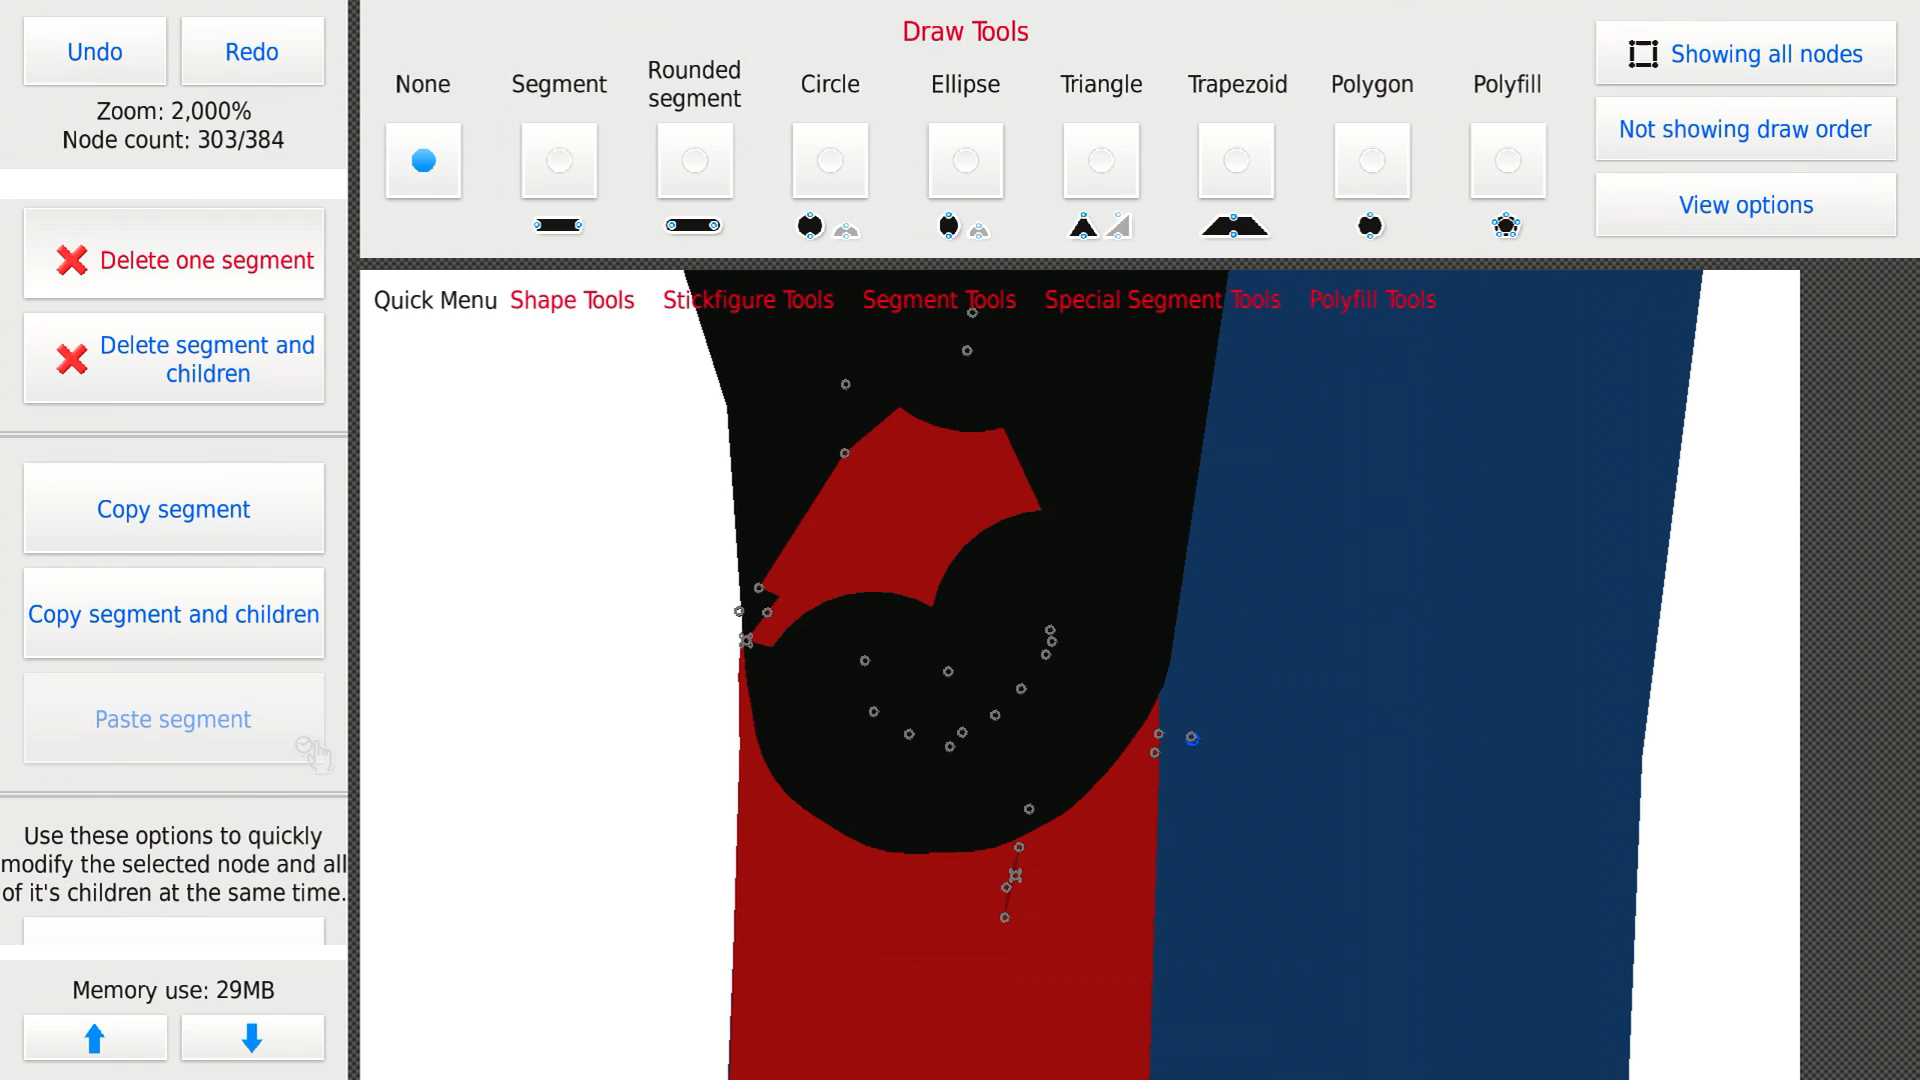 Undo
Redo
Zoom: 2,000%
Node count: 303/384
Delete one segment
Delete segment and
children
Copy segment
Copy segment and children
Paste segment
Use these options to quickly
modify the selected node and all
of it's children at the same time.
Memory use: 29MB
Draw Tools
None
Segment
Rounded
segment
Circle
Ellipse
Triangle
Trapezoid
Polygon
Polyfill
Showing all nodes
Not showing draw order
View options
Quick Menu
Shape Tools
Stickfigure Tools
Segment Tools
Special Segment Tools
Polyfill Tools